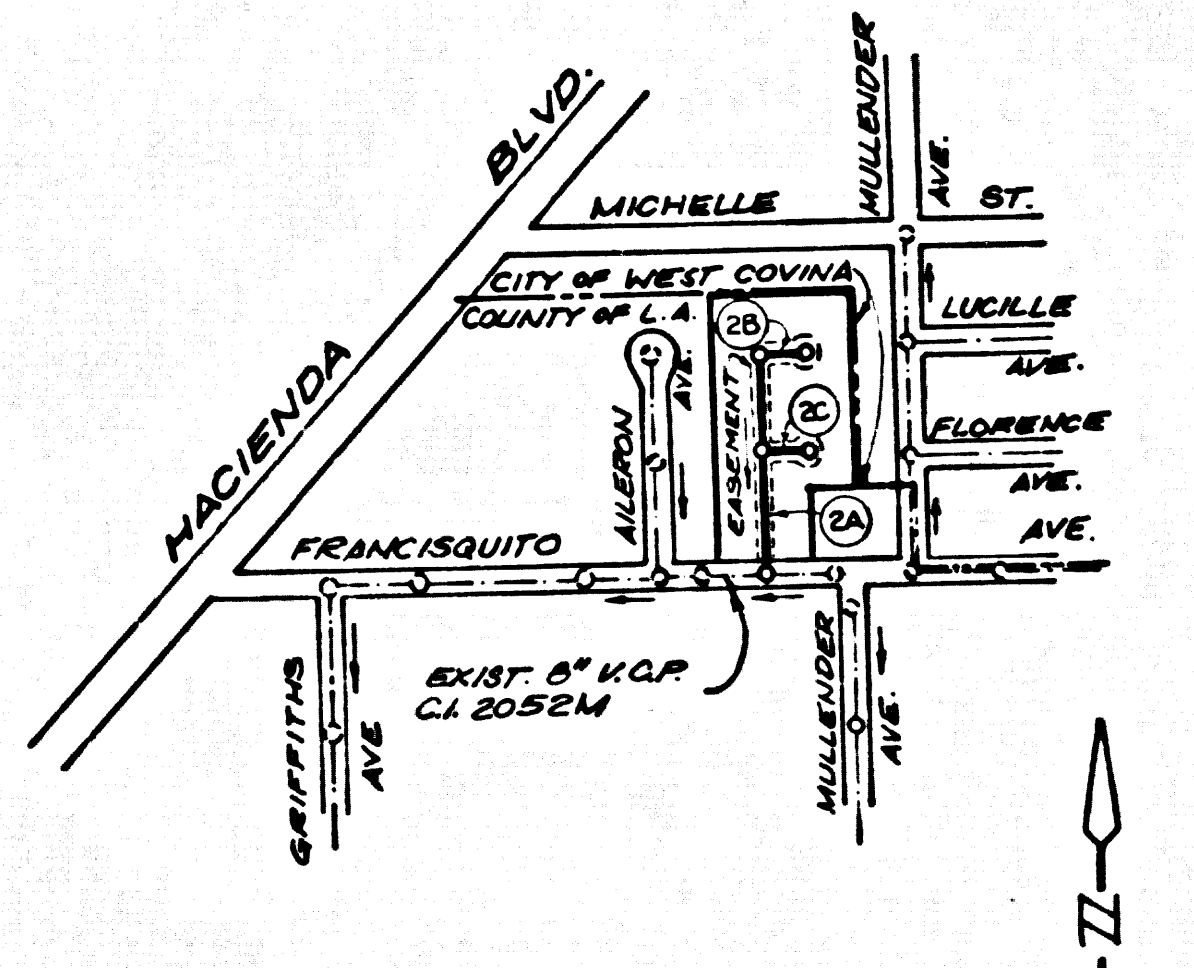 HACIENDA BLVD.
MULLENDER AVE.
MICHELLE ST.
CITY OF WEST COVINA
COUNTY OF L.A.
LUCILLE AVE.
2B
AILERON AVE.
EASEMENT
2C
FLORENCE AVE.
2A
FRANCISQUITO AVE.
EXIST. 8" V.C.P.
C.I. 2052M
GRIFFITHS AVE
MULLENDER AVE.
N